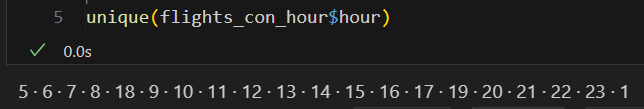 5 unique(flights_con_hour$hour)
0.0s
5 · 6 · 7 · 8 · 18 · 9 · 10 · 11 · 12 · 13 · 14 · 15 · 16 · 17 · 19 · 20 · 21 · 22 · 23 · 1